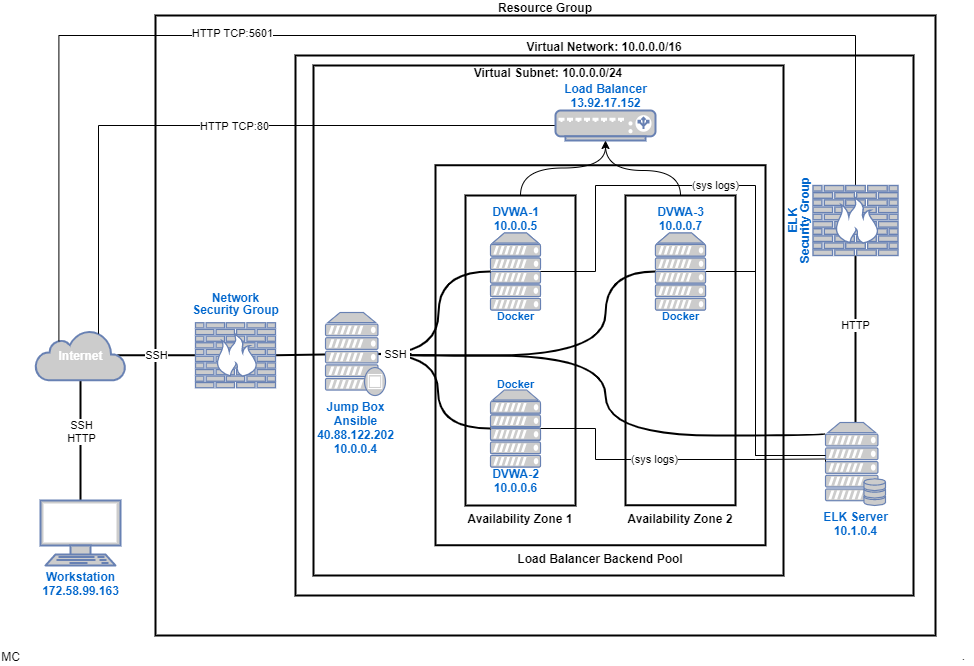 Resource Group
HTTP TCP:5601
Virtual Network: 10.0.0.0/16
Virtual Subnet: 10.0.0.0/24
Load Balancer
13.92.17.152
HTTP TCP:80
(sys logs)
ELK
Security Group
DVWA-1
10.0.0.5
DVWA-3
10.0.0.7
Docker
Docker
Network
Security Group
HTTP
Internet
SSH
SSH
Docker
Jump Box
Ansible
40.88.122.202
10.0.0.4
SSH
HTTP
(sys logs)
DVWA-2
10.0.0.6
Availability Zone 1
Availability Zone 2
ELK Server
10.1.0.4
Load Balancer Backend Pool
Workstation
172.58.99.163
MC
.